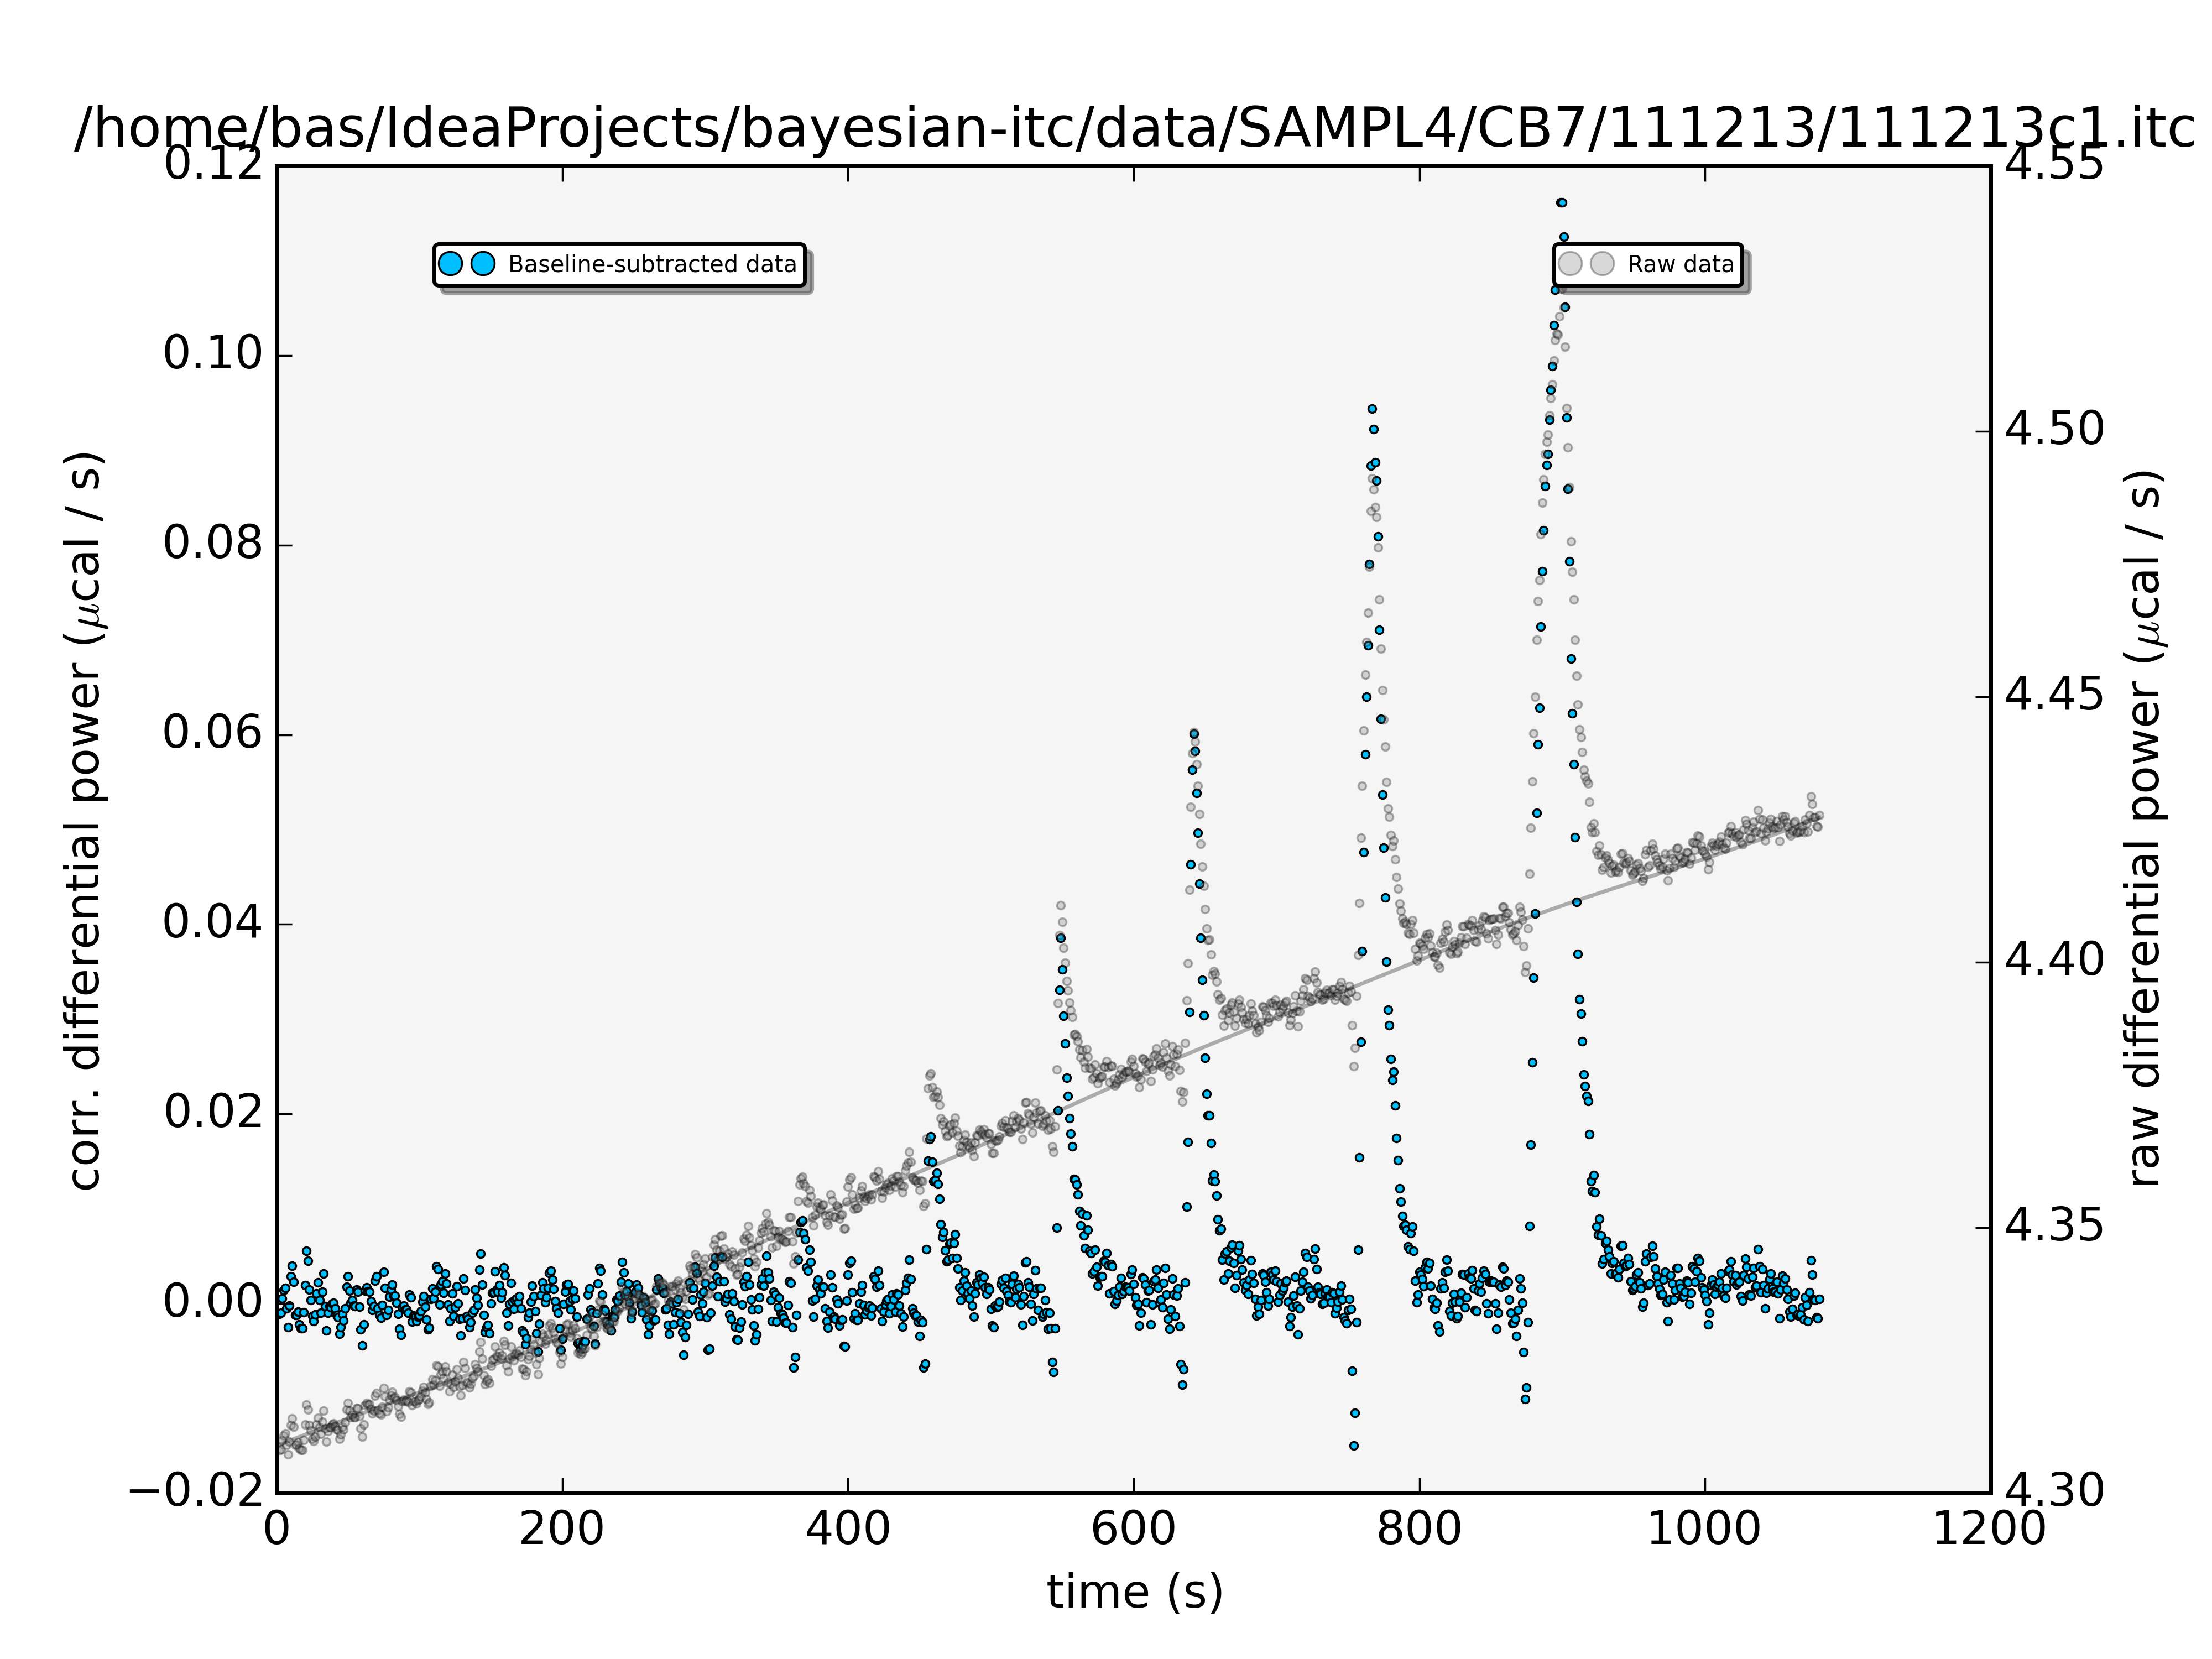 /home/bas/IdeaProjects/bayesian-itc/data/SAMPL4/CB7/111213/111213c1.itc
0.12
0.10
0.08
0.06
0.04
0.02
0.00
−0.02
corr. differential power (μcal / s)
Baseline-subtracted data
Raw data
4.55
4.50
4.45
4.40
4.35
4.30
raw differential power (μcal / s)
0 200 400 600 800 1000 1200
time (s)